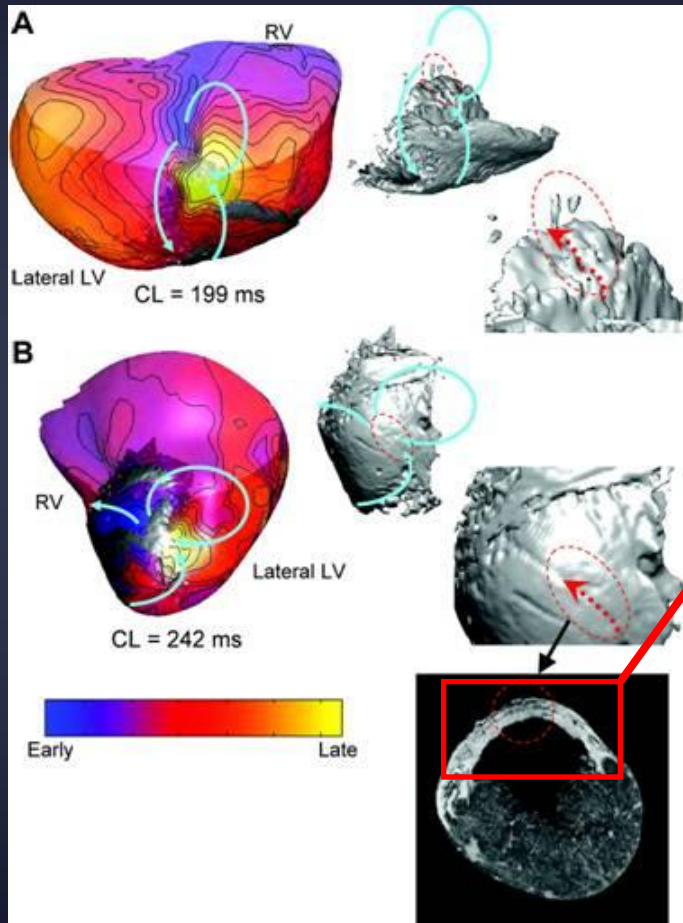 A
RV
Lateral LV
CL = 199 ms
B
RV
Lateral LV
CL = 242 ms
Early
Late